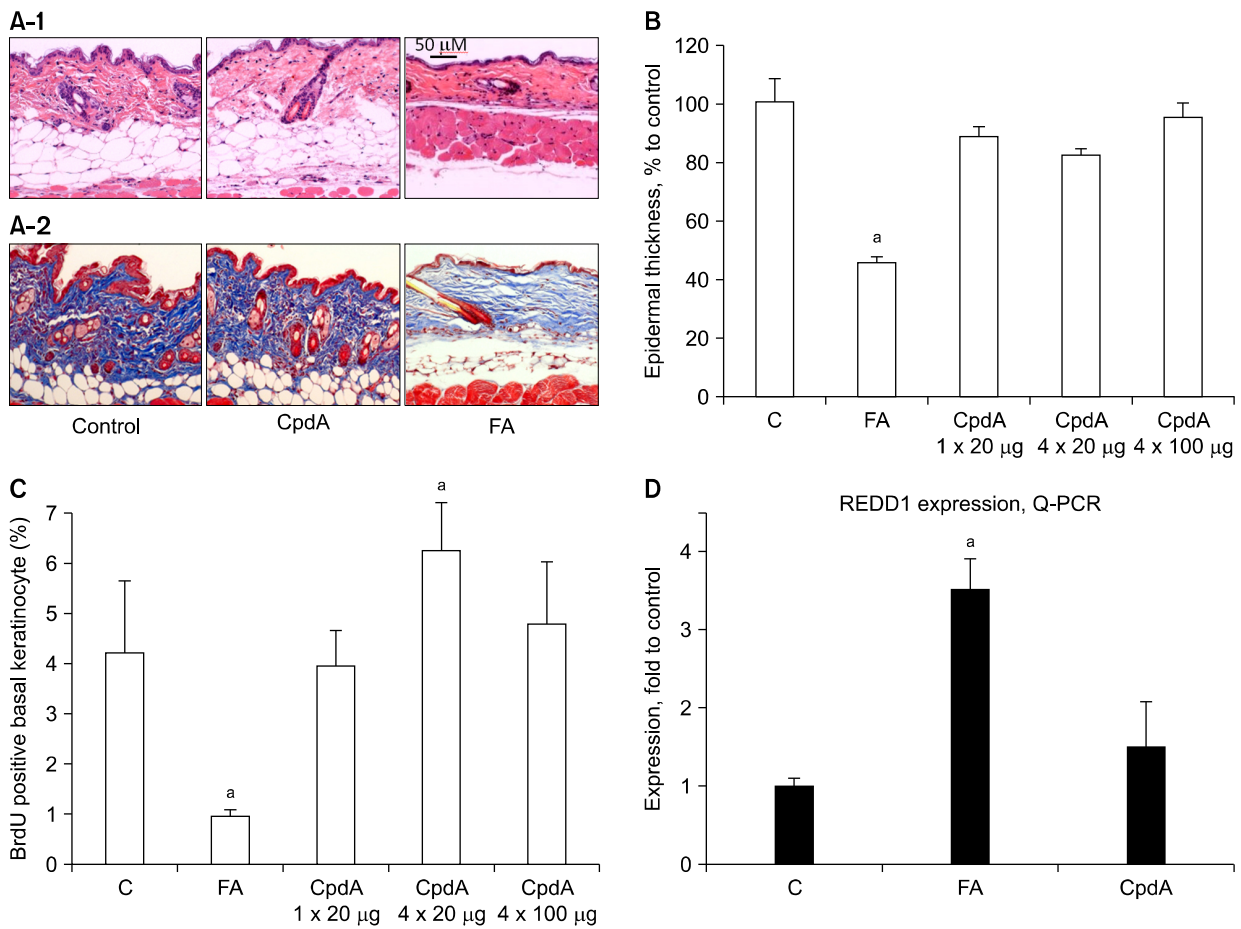 A-1
50 µM
A-2
Control
CpdA
FA
B
Epidermal thickness, % to control
120
100
80
60
40
20
0
a
C
FA
CpdA
1 x 20 µg
CpdA
4 x 20 µg
CpdA
4 x 100 µg
C
BrdU positive basal keratinocyte (%)
7
6
5
4
3
2
1
0
a
a
C
FA
CpdA
1 x 20 µg
CpdA
4 x 20 µg
CpdA
4 x 100 µg
D
REDD1 expression, Q-PCR
Expression, fold to control
4
3
2
1
0
a
C
FA
CpdA